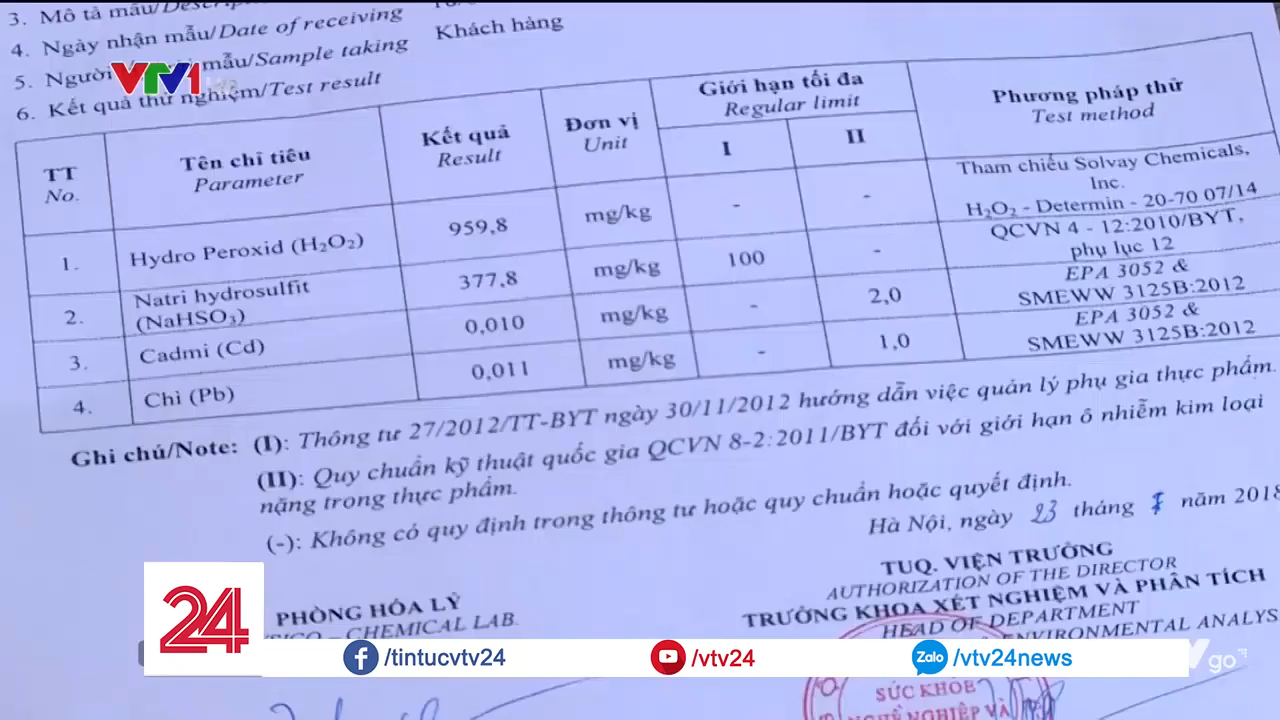 3. Mô tả mẫu/
4. Ngày nhận mẫu/Date of receiving
5. Người mẫu/Sample taking Khách hàng
6. Kết quả thử nghiệm/Test result
VTV1
TT
No.
Tên chỉ tiêu
Parameter
Kết quả
Result
Đơn vị
Unit
Giới hạn tối đa
Regular limit
I II
Phương pháp thử
Test method
1. Hydro Peroxid (H₂O₂) 959,8 mg/kg - - Tham chiếu Solvay Chemicals,
Inc.
H₂O₂ - Determin - 20-70 07/14
2. Natri hydrosulfit
(NaHSO₃) 377,8 mg/kg 100 - QCVN 4 - 12:2010/BYT,
phụ lục 12
3. Cadmi (Cd) 0,010 mg/kg - 2,0 EPA 3052 &
SMEWW 3125B:2012
4. Chì (Pb) 0,011 mg/kg - 1,0 EPA 3052 &
SMEWW 3125B:2012
Ghi chú/Note: (I): Thông tư 27/2012/TT-BYT ngày 30/11/2012 hướng dẫn việc quản lý phụ gia thực phẩm.
(II): Quy chuẩn kỹ thuật quốc gia QCVN 8-2:2011/BYT đối với giới hạn ô nhiễm kim loại
nặng trong thực phẩm.
(-): Không có quy định trong thông tư hoặc quy chuẩn hoặc quyết định.
Hà Nội, ngày 23 tháng 7 năm 2018
TUQ. VIỆN TRƯỞNG
AUTHORIZATION OF THE DIRECTOR
TRƯỞNG KHOA XÉT NGHIỆM VÀ PHÂN TÍCH
HEAD OF DEPARTMENT
ENVIRONMENTAL ANALYS
PHÒNG HÓA LÝ
CHEMICAL LAB.
24
/tintucvtv24
/vtv24
Zalo /vtv24news
go
SỨC KHỎE
NGHỀ NGHIỆP VÀ